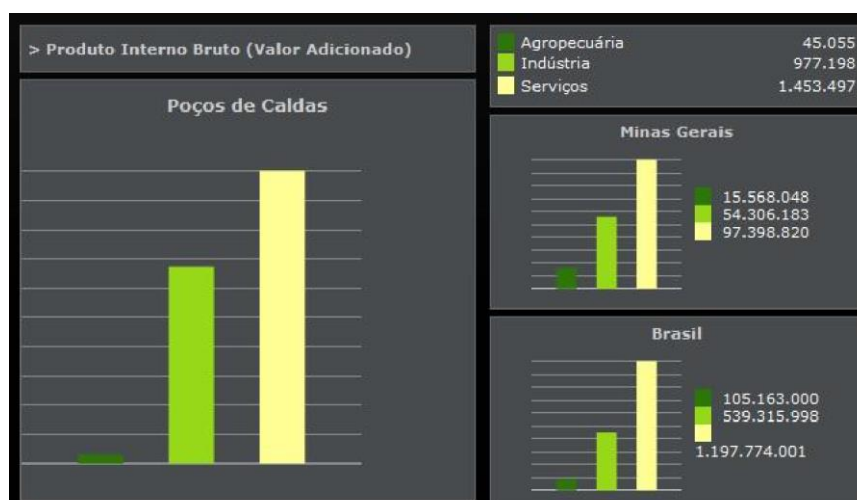 > Produto Interno Bruto (Valor Adicionado)
Poços de Caldas
Agropecuária 45.055
Indústria 977.198
Serviços 1.453.497
Minas Gerais
15.568.048
54.306.183
97.398.820
Brasil
105.163.000
539.315.998
1.197.774.001